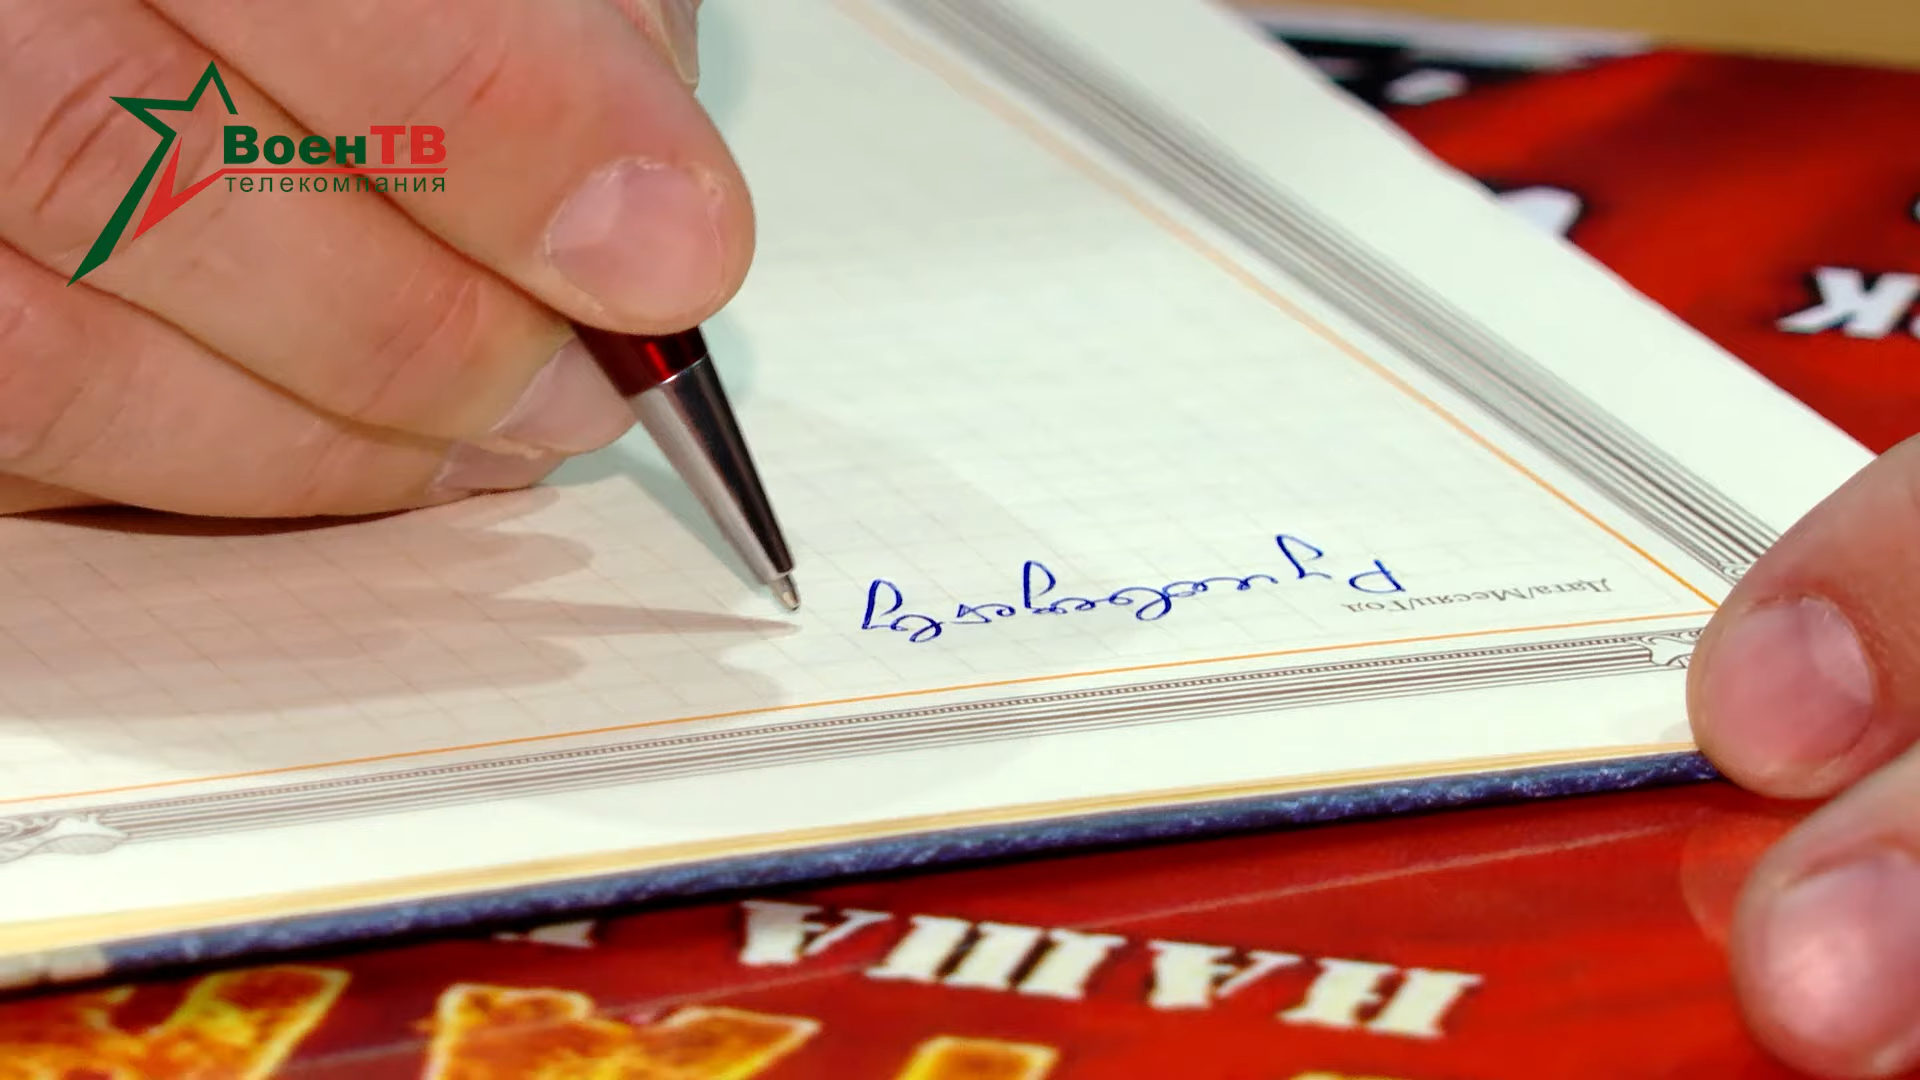 ВоенТВ
телекомпания
Дата/Месяц/Год
Руководству
НАША